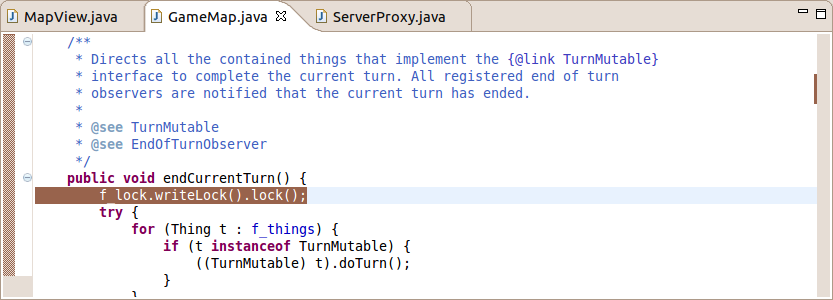 MapView.java GameMap.java ServerProxy.java
/**
* Directs all the contained things that implement the {@link TurnMutable}
* interface to complete the current turn. All registered end of turn
* observers are notified that the current turn has ended.
*
* @see TurnMutable
* @see EndOfTurnObserver
*/
public void endCurrentTurn() {
f_lock.writeLock().lock();
try {
for (Thing t : f_things) {
if (t instanceof TurnMutable) {
((TurnMutable) t).doTurn();
}
}